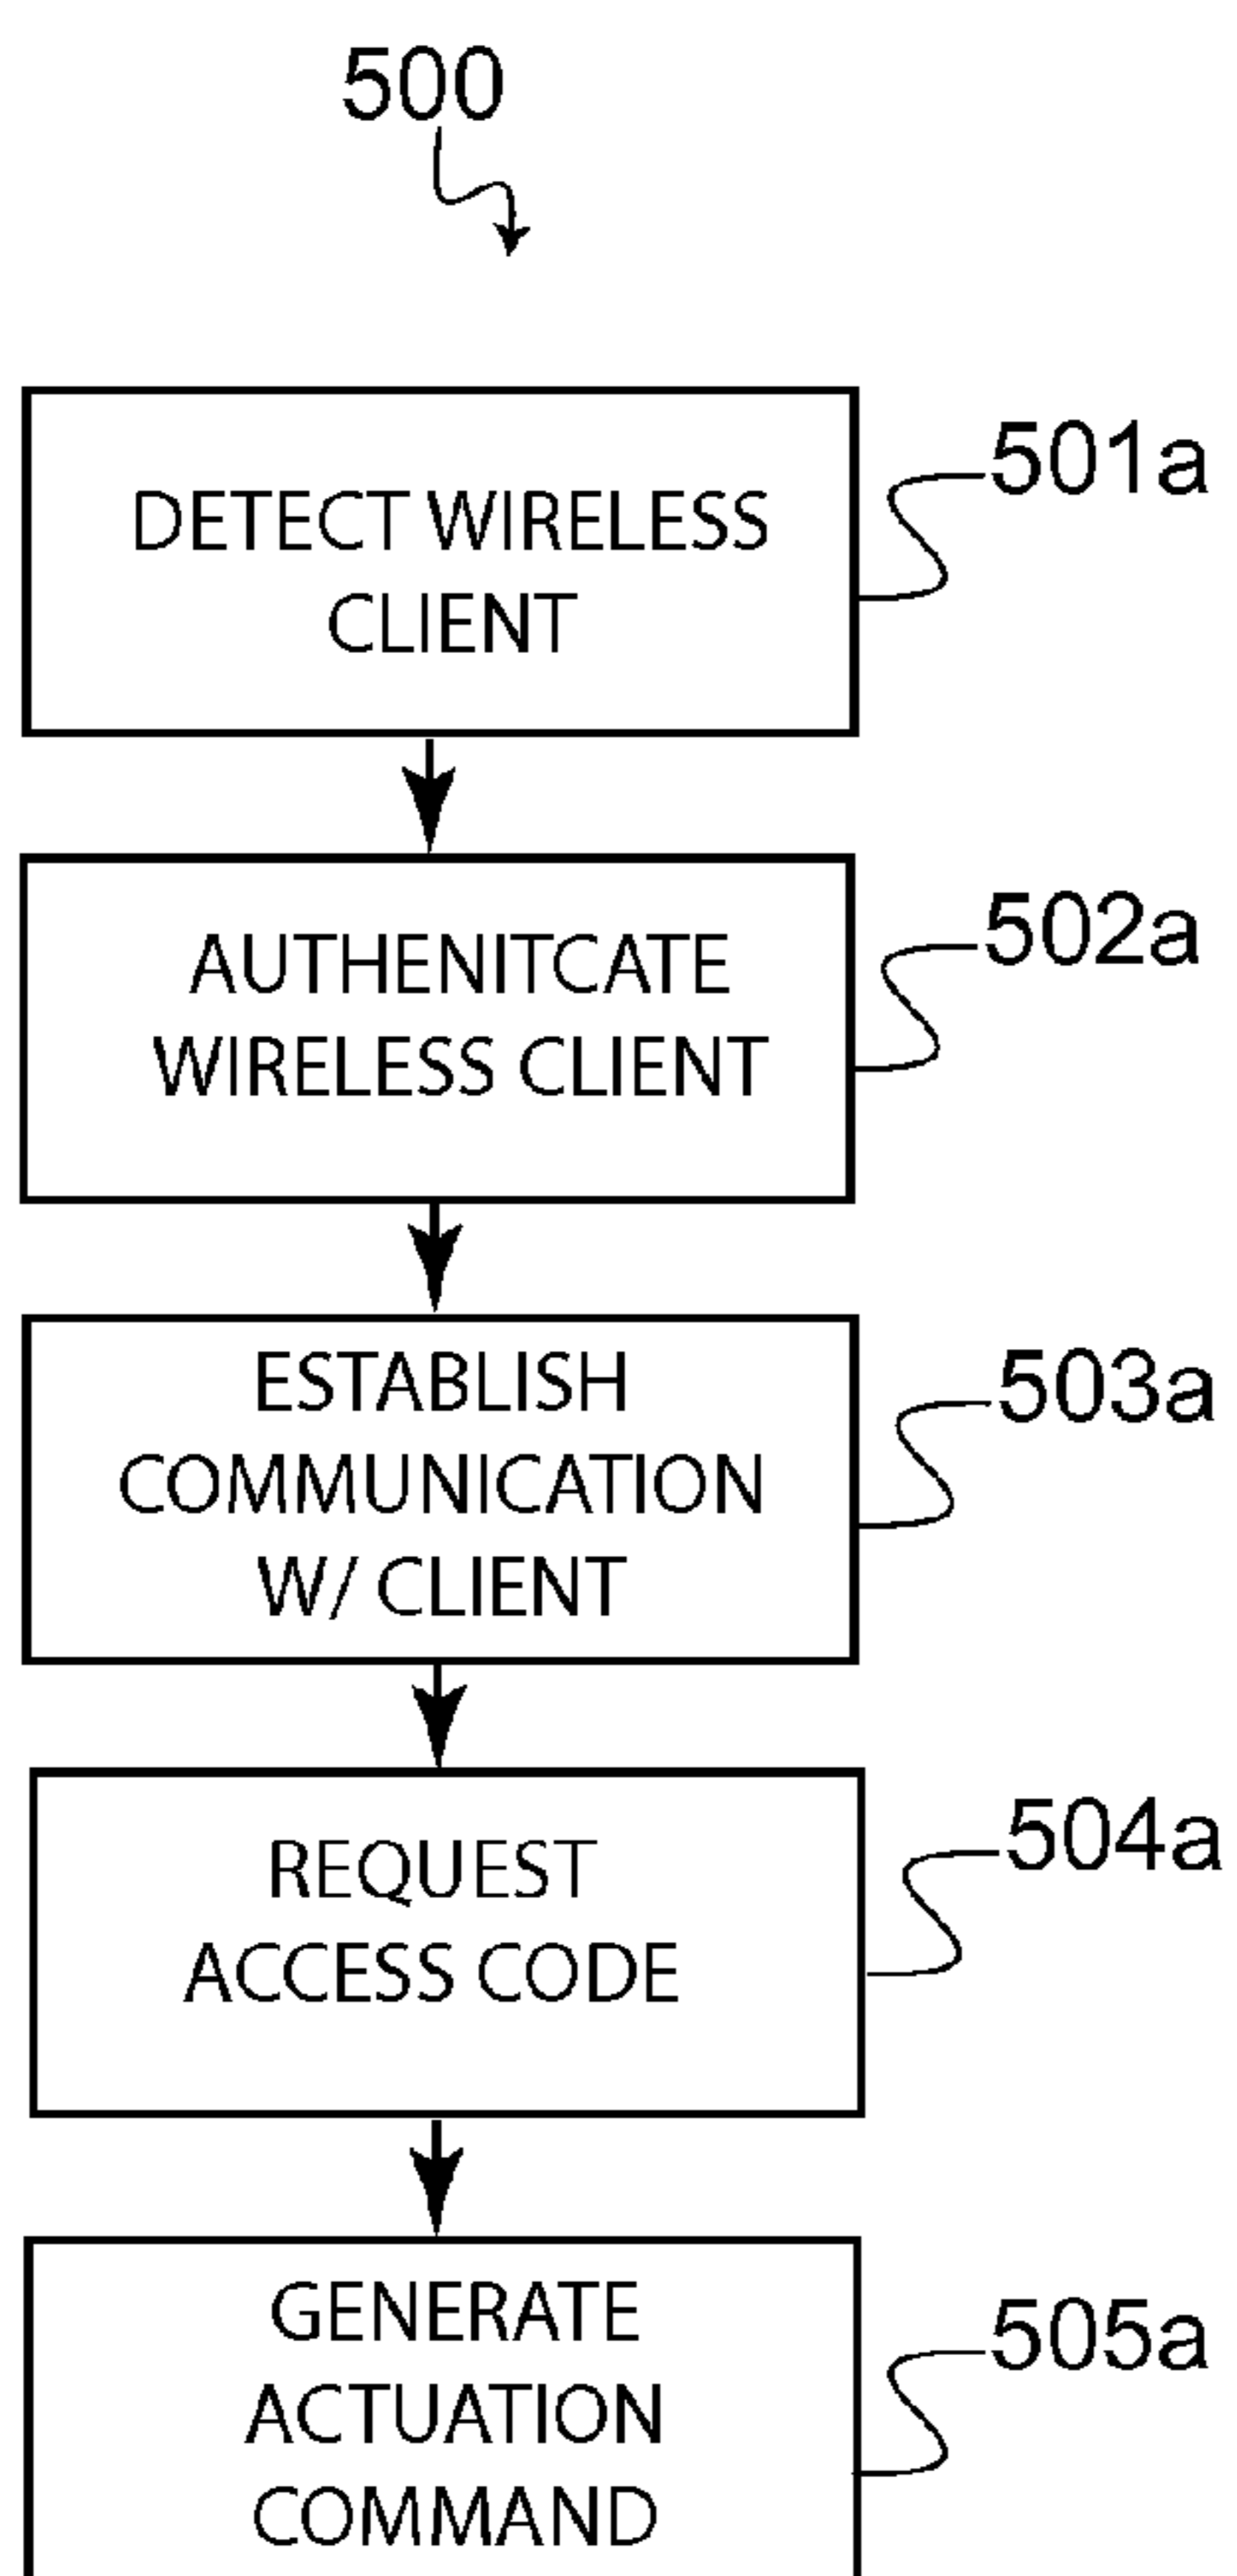 500
DETECT WIRELESS
CLIENT
501a
AUTHENITCATE
WIRELESS CLIENT
502a
ESTABLISH
COMMUNICATION
W/ CLIENT
503a
REQUEST
ACCESS CODE
504a
GENERATE
ACTUATION
COMMAND
505a